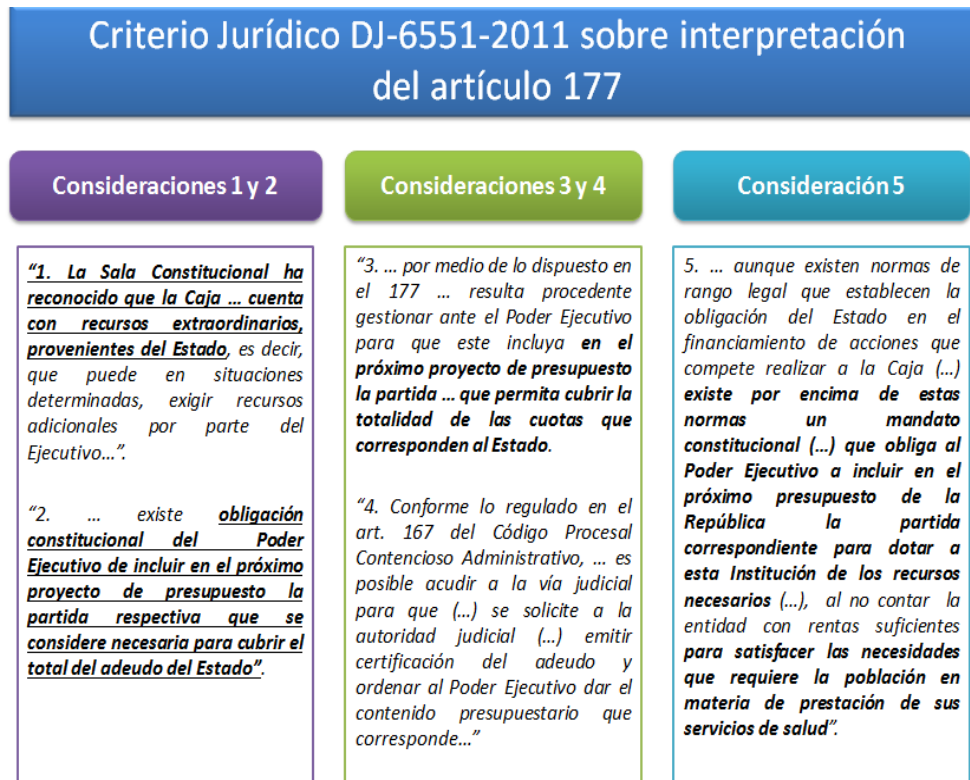 Criterio Jurídico DJ-6551-2011 sobre interpretación
del artículo 177
Consideraciones 1 y 2
“1. La Sala Constitucional ha
reconocido que la Caja ... cuenta
con recursos extraordinarios,
provenientes del Estado, es decir,
que puede en situaciones
determinadas, exigir recursos
adicionales por parte del
Ejecutivo...”.
“2. ... existe obligación
constitucional del Poder
Ejecutivo de incluir en el próximo
proyecto de presupuesto la
partida respectiva que se
considere necesaria para cubrir el
total del adeudo del Estado”.
Consideraciones 3 y 4
“3. ... por medio de lo dispuesto en
el 177 ... resulta procedente
gestionar ante el Poder Ejecutivo
para que este incluya en el
próximo proyecto de presupuesto
la partida ... que permita cubrir la
totalidad de las cuotas que
corresponden al Estado.
“4. Conforme lo regulado en el
art. 167 del Código Procesal
Contencioso Administrativo, ... es
posible acudir a la vía judicial
para que (...) se solicite a la
autoridad judicial (...) emitir
certificación del adeudo y
ordenar al Poder Ejecutivo dar el
contenido presupuestario que
corresponde...”
Consideración 5
5. ... aunque existen normas de
rango legal que establecen la
obligación del Estado en el
financiamiento de acciones que
compete realizar a la Caja (...)
existe por encima de estas
normas un mandato
constitucional (...) que obliga al
Poder Ejecutivo a incluir en el
próximo presupuesto de la
República la partida
correspondiente para dotar a
esta Institución de los recursos
necesarios (...), al no contar la
entidad con rentas suficientes
para satisfacer las necesidades
que requiere la población en
materia de prestación de sus
servicios de salud”.